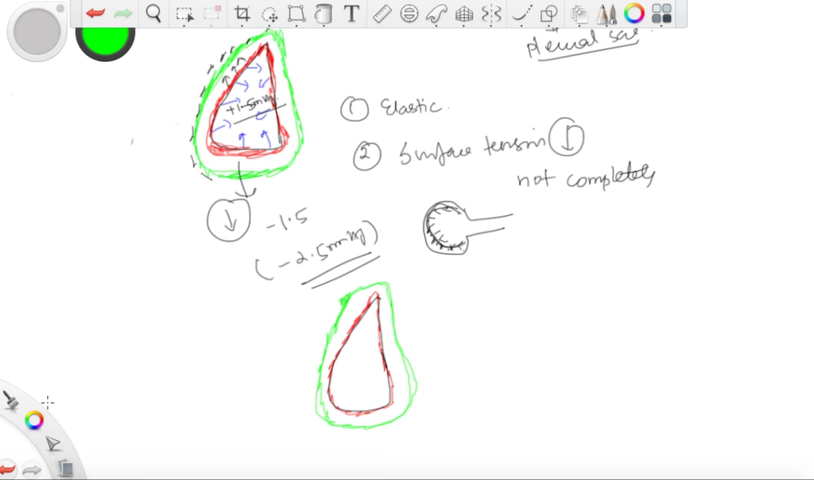 pleural sac.
+1.5mmHg
① Elastic.
② Surface tension ↓
not completely
↓ -1.5
(-2.5mmHg)